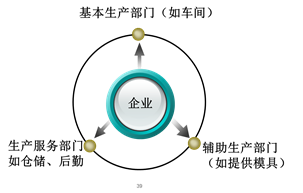 基本生产部门（如车间）
企业
生产服务部门
如仓储、后勤
辅助生产部门
（如提供模具）